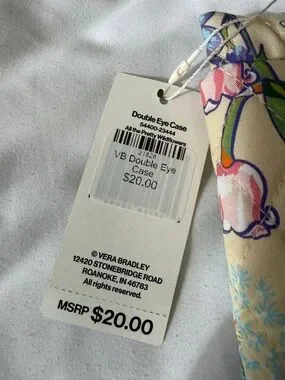 Double Eye Case
54400-23444
All the Pretty Wildflowers
21828
VB Double Eye
Case
$20.00
© VERA BRADLEY
12420 STONEBRIDGE ROAD
ROANOKE, IN 46783
All rights reserved.
MSRP $20.00